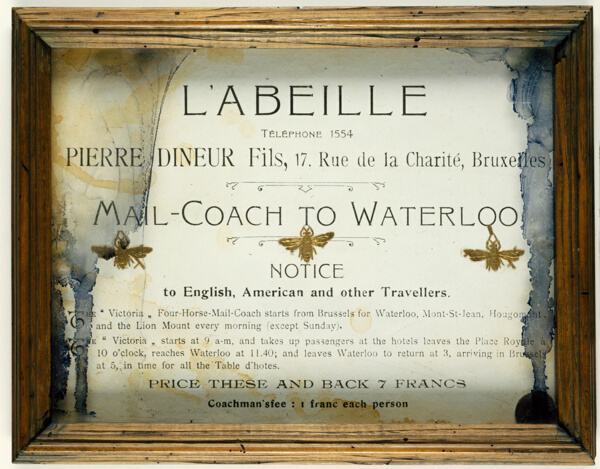 L'ABEILLE
TÉLÉPHONE 1554
PIERRE DINEUR Fils, 17, Rue de la Charité, Bruxelles
MAIL-COACH TO WATERLOO
NOTICE
to English, American and other Travellers.
" Victoria „ Four-Horse-Mail-Coach starts from Brussels for Waterloo, Mont-St-Jean, Hougomont
and the Lion Mount every morning (except Sunday).
" Victoria „ starts at 9 a-m, and takes up passengers at the hotels leaves the Place Royale à
10 o'clock, reaches Waterloo at 11.40; and leaves Waterloo to return at 3, arriving in Brussels
at 5, in time for all the Table d'hotes.
PRICE THESE AND BACK 7 FRANCS
Coachman'sfee : 1 franc each person